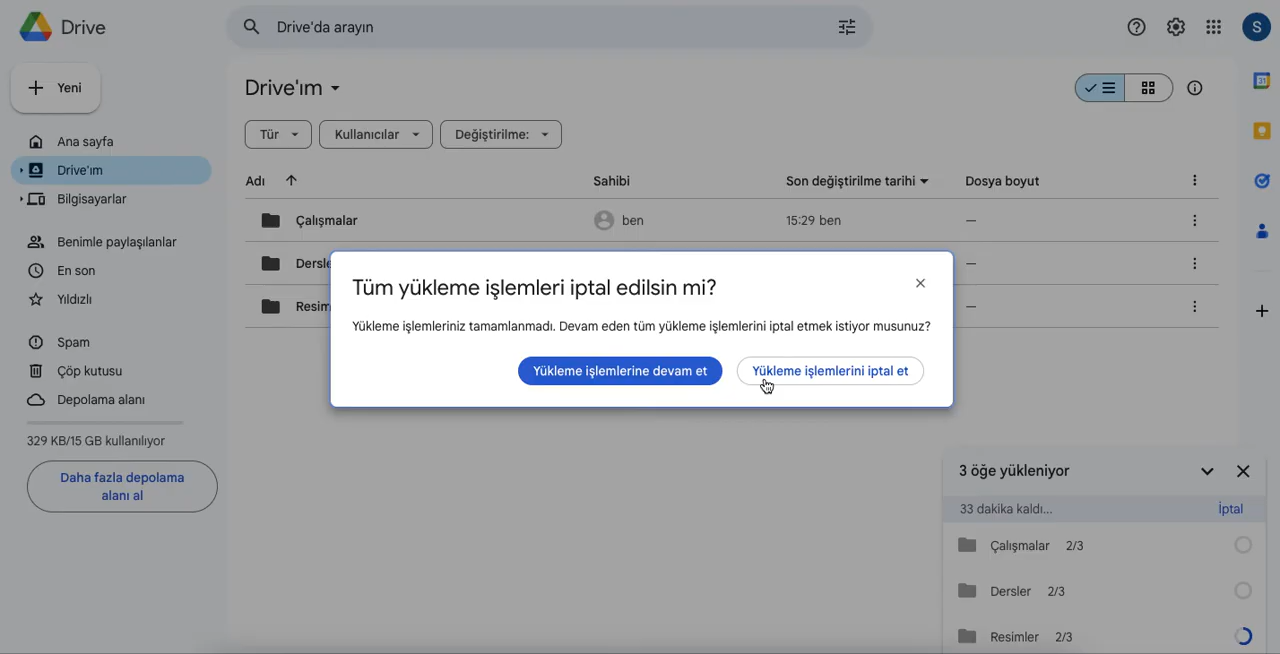 Drive
Drive'da arayın
S
Yeni
Ana sayfa
Drive'ım
Bilgisayarlar
Benimle paylaşılanlar
En son
Yıldızlı
Spam
Çöp kutusu
Depolama alanı
329 KB/15 GB kullanılıyor
Daha fazla depolama
alanı al
Drive'ım
Tür
Kullanıcılar
Değiştirilme:
Adı
Sahibi
Son değiştirilme tarihi
Dosya boyut
Çalışmalar
ben
15:29 ben
—
Dersle
—
Resim
—
Tüm yükleme işlemleri iptal edilsin mi?
Yükleme işlemleriniz tamamlanmadı. Devam eden tüm yükleme işlemlerini iptal etmek istiyor musunuz?
Yükleme işlemlerine devam et
Yükleme işlemlerini iptal et
3 öğe yükleniyor
33 dakika kaldı...
İptal
Çalışmalar 2/3
Dersler 2/3
Resimler 2/3
31